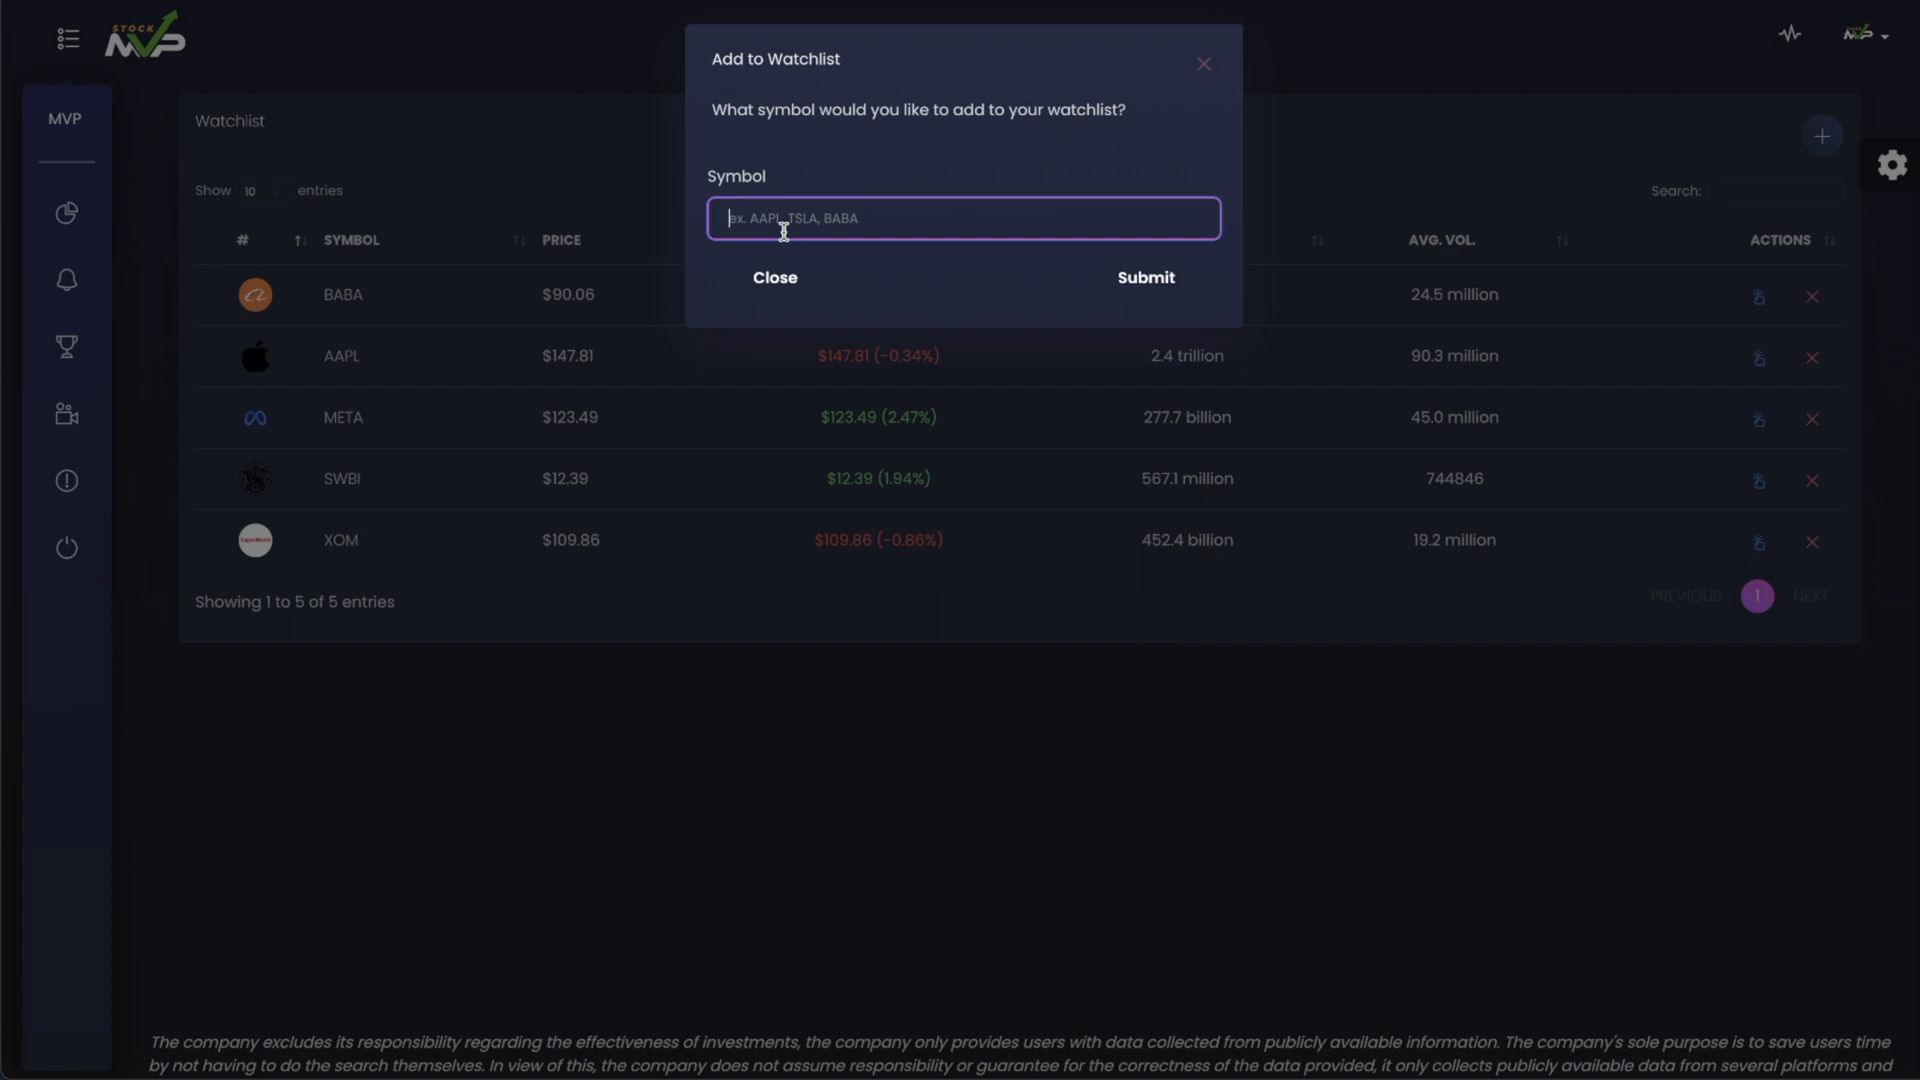 STOCK
MVP
Add to Watchlist
What symbol would you like to add to your watchlist?
Symbol
ex. AAPL, TSLA, BABA
Close
Submit
MVP
Watchlist
Show 10 entries
Search:
# SYMBOL PRICE AVG. VOL. ACTIONS
BABA $90.06 24.5 million
AAPL $147.81 $147.81 (-0.34%) 2.4 trillion 90.3 million
META $123.49 $123.49 (2.47%) 277.7 billion 45.0 million
SWBI $12.39 $12.39 (1.94%) 567.1 million 744846
XOM $109.86 $109.86 (-0.86%) 452.4 billion 19.2 million
Showing 1 to 5 of 5 entries
PREVIOUS 1 NEXT
The company excludes its responsibility regarding the effectiveness of investments, the company only provides users with data collected from publicly available information. The company's sole purpose is to save users time
by not having to do the search themselves. In view of this, the company does not assume responsibility or guarantee for the correctness of the data provided, it only collects publicly available data from several platforms and